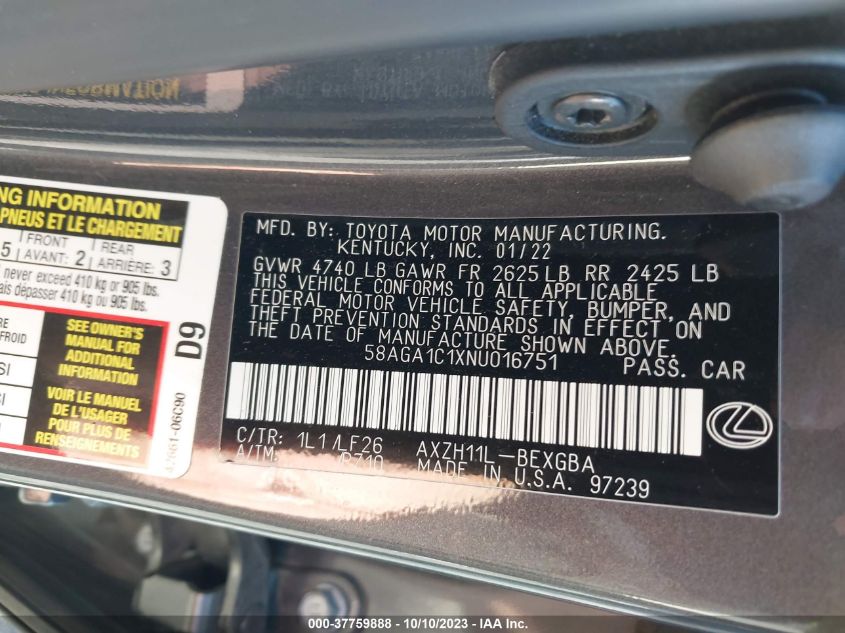 NG INFORMATION
PNEUS ET LE CHARGEMENT
5 FRONT AVANT: 2 REAR ARRIÈRE: 3
never exceed 410 kg or 905 lbs.
ais dépasser 410 kg ou 905 lbs.
SEE OWNER'S
MANUAL FOR
ADDITIONAL
INFORMATION
VOIR LE MANUEL
DE L'USAGER
POUR PLUS DE
RENSEIGNEMENTS
D9
MFD. BY: TOYOTA MOTOR MANUFACTURING.
KENTUCKY, INC. 01/22
GVWR 4740 LB GAWR FR 2625 LB RR 2425 LB
THIS VEHICLE CONFORMS TO ALL APPLICABLE
FEDERAL MOTOR VEHICLE SAFETY, BUMPER, AND
THEFT PREVENTION STANDARDS IN EFFECT ON
THE DATE OF MANUFACTURE SHOWN ABOVE.
58AGA1C1XNU016751 PASS. CAR
C/TR: 1L1/LF26 AXZH11L-BEXGBA
A/TM: /P710 MADE IN U.S.A. 97239
000-37759888 - 10/10/2023 - IAA Inc.